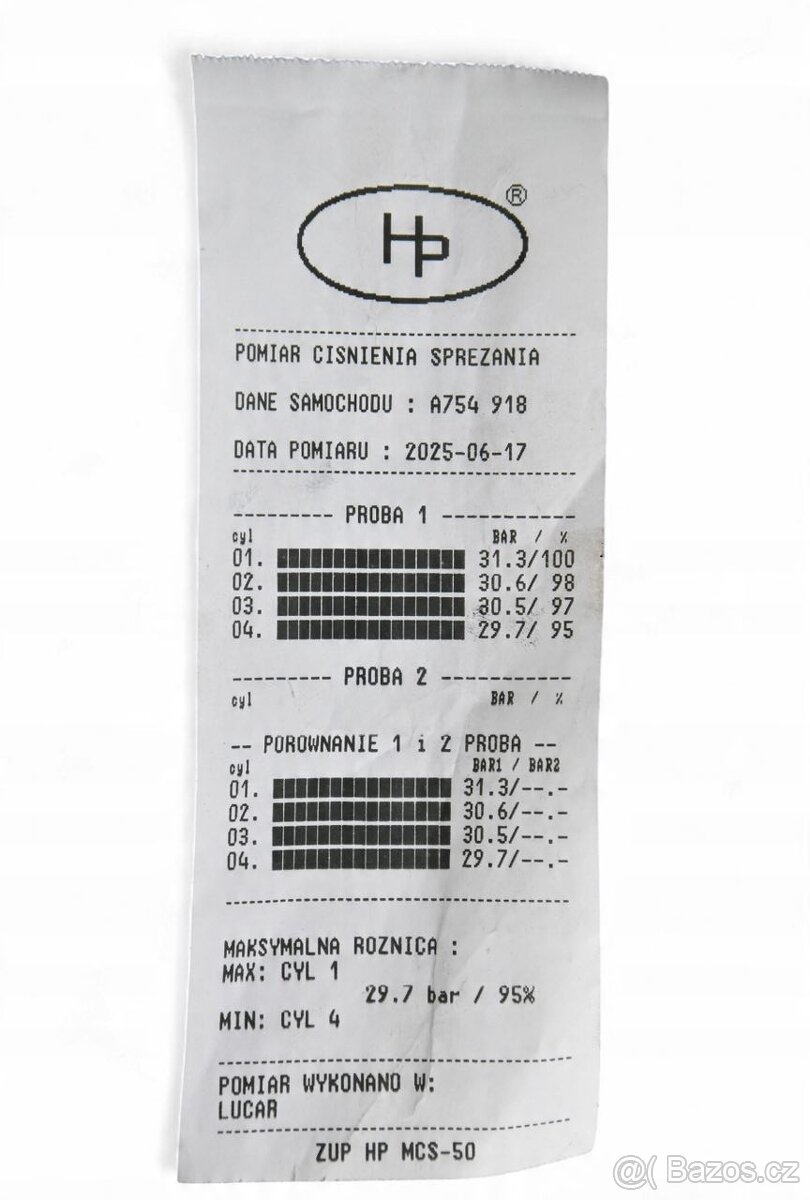 HP ®
POMIAR CISNIENIA SPREZANIA
DANE SAMOCHODU : A754 918
DATA POMIARU : 2025-06-17
---------- PROBA 1 -------------
cyl BAR / %
01. 31.3/100
02. 30.6/ 98
03. 30.5/ 97
04. 29.7/ 95
---------- PROBA 2 -------------
cyl BAR / %
-- POROWNANIE 1 i 2 PROBA --
cyl BAR1 / BAR2
01. 31.3/--.-
02. 30.6/--.-
03. 30.5/--.-
04. 29.7/--.-
MAKSYMALNA ROZNICA :
MAX: CYL 1
29.7 bar / 95%
MIN: CYL 4
POMIAR WYKONANO W:
LUCAR
ZUP HP MCS-50
@( Bazos.cz